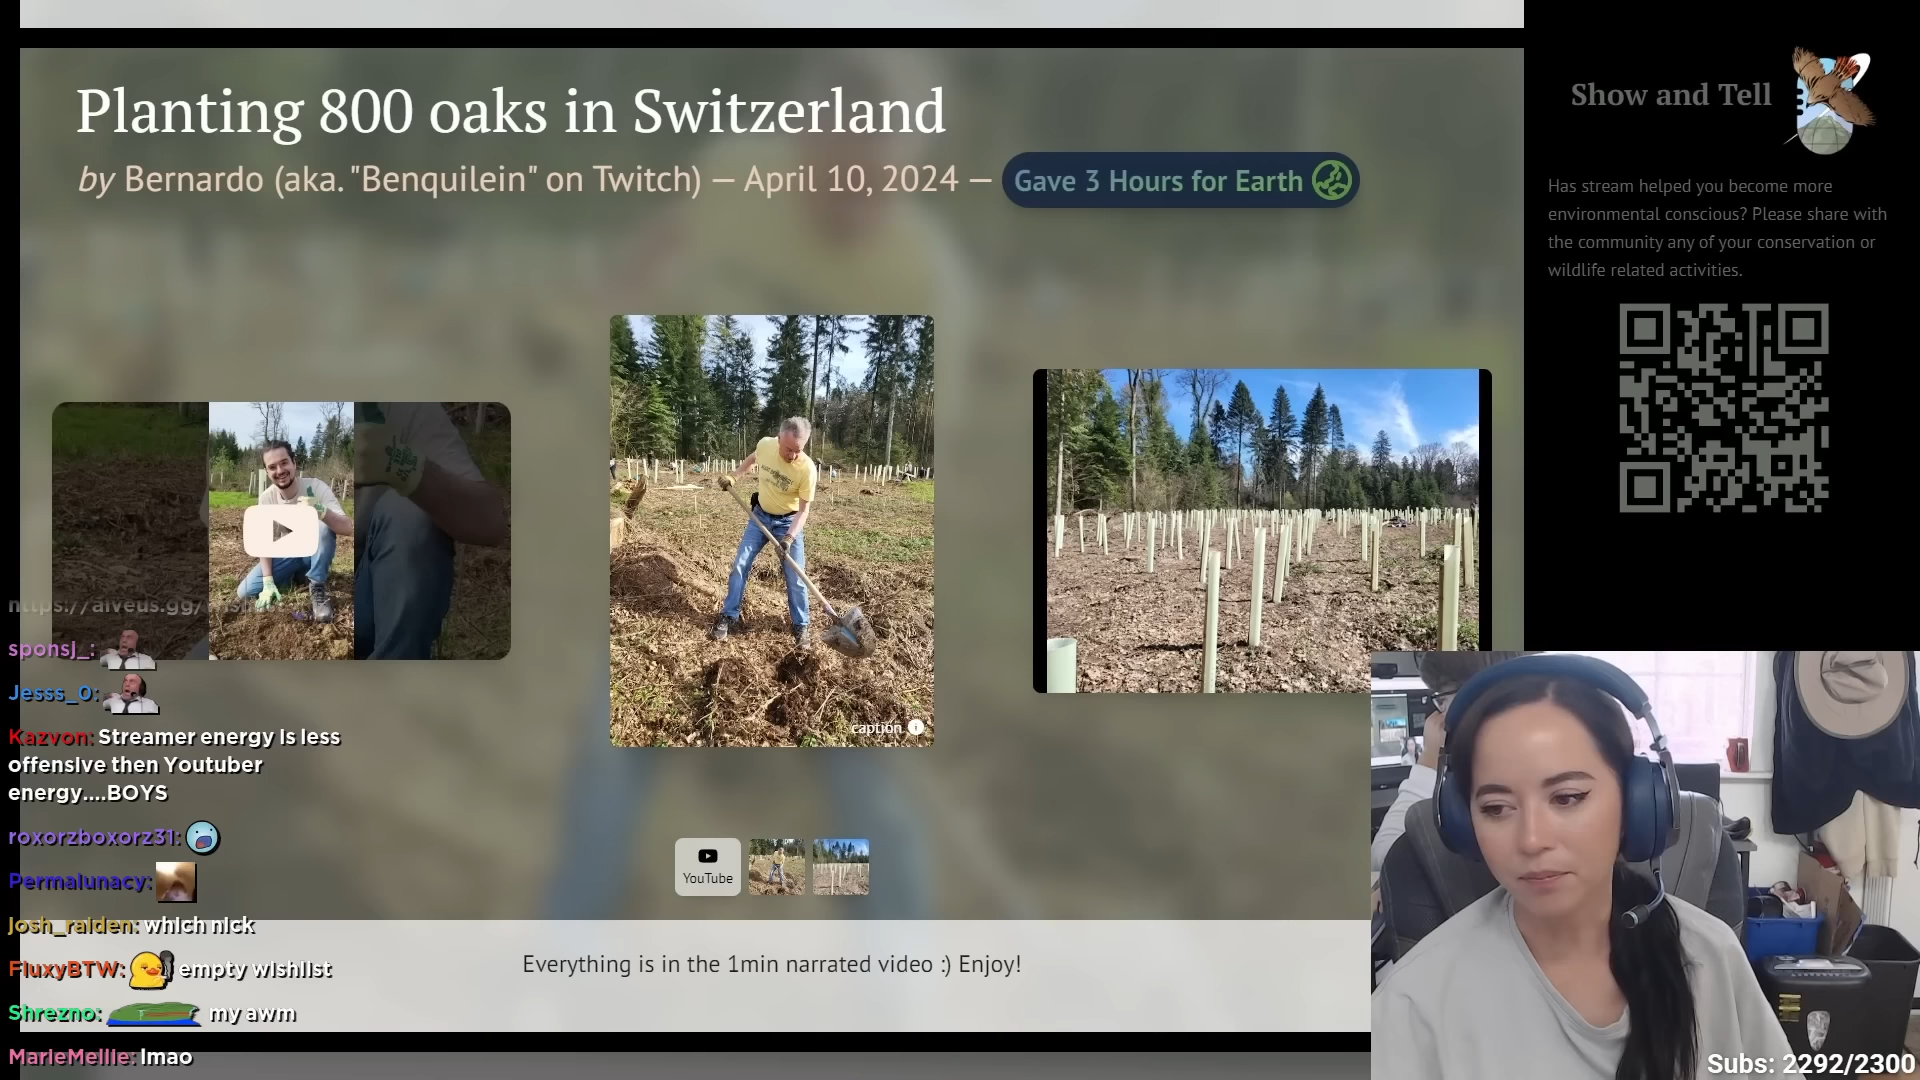 Planting 800 oaks in Switzerland
by Bernardo (aka. "Benquilein" on Twitch) — April 10, 2024 — Gave 3 Hours for Earth
Show and Tell
Has stream helped you become more
environmental conscious? Please share with
the community any of your conservation or
wildlife related activities.
caption
YouTube
Everything is in the 1min narrated video :) Enjoy!
sponsj_:
Jesss_0:
Kazvon: Streamer energy is less
offensive then Youtuber
energy....BOYS
roxorzboxorz31:
Permalunacy:
josh_raiden: which nick
FluxyBTW: empty wishlist
Shrezno: my awm
MarieMellie: lmao
Subs: 2292/2300